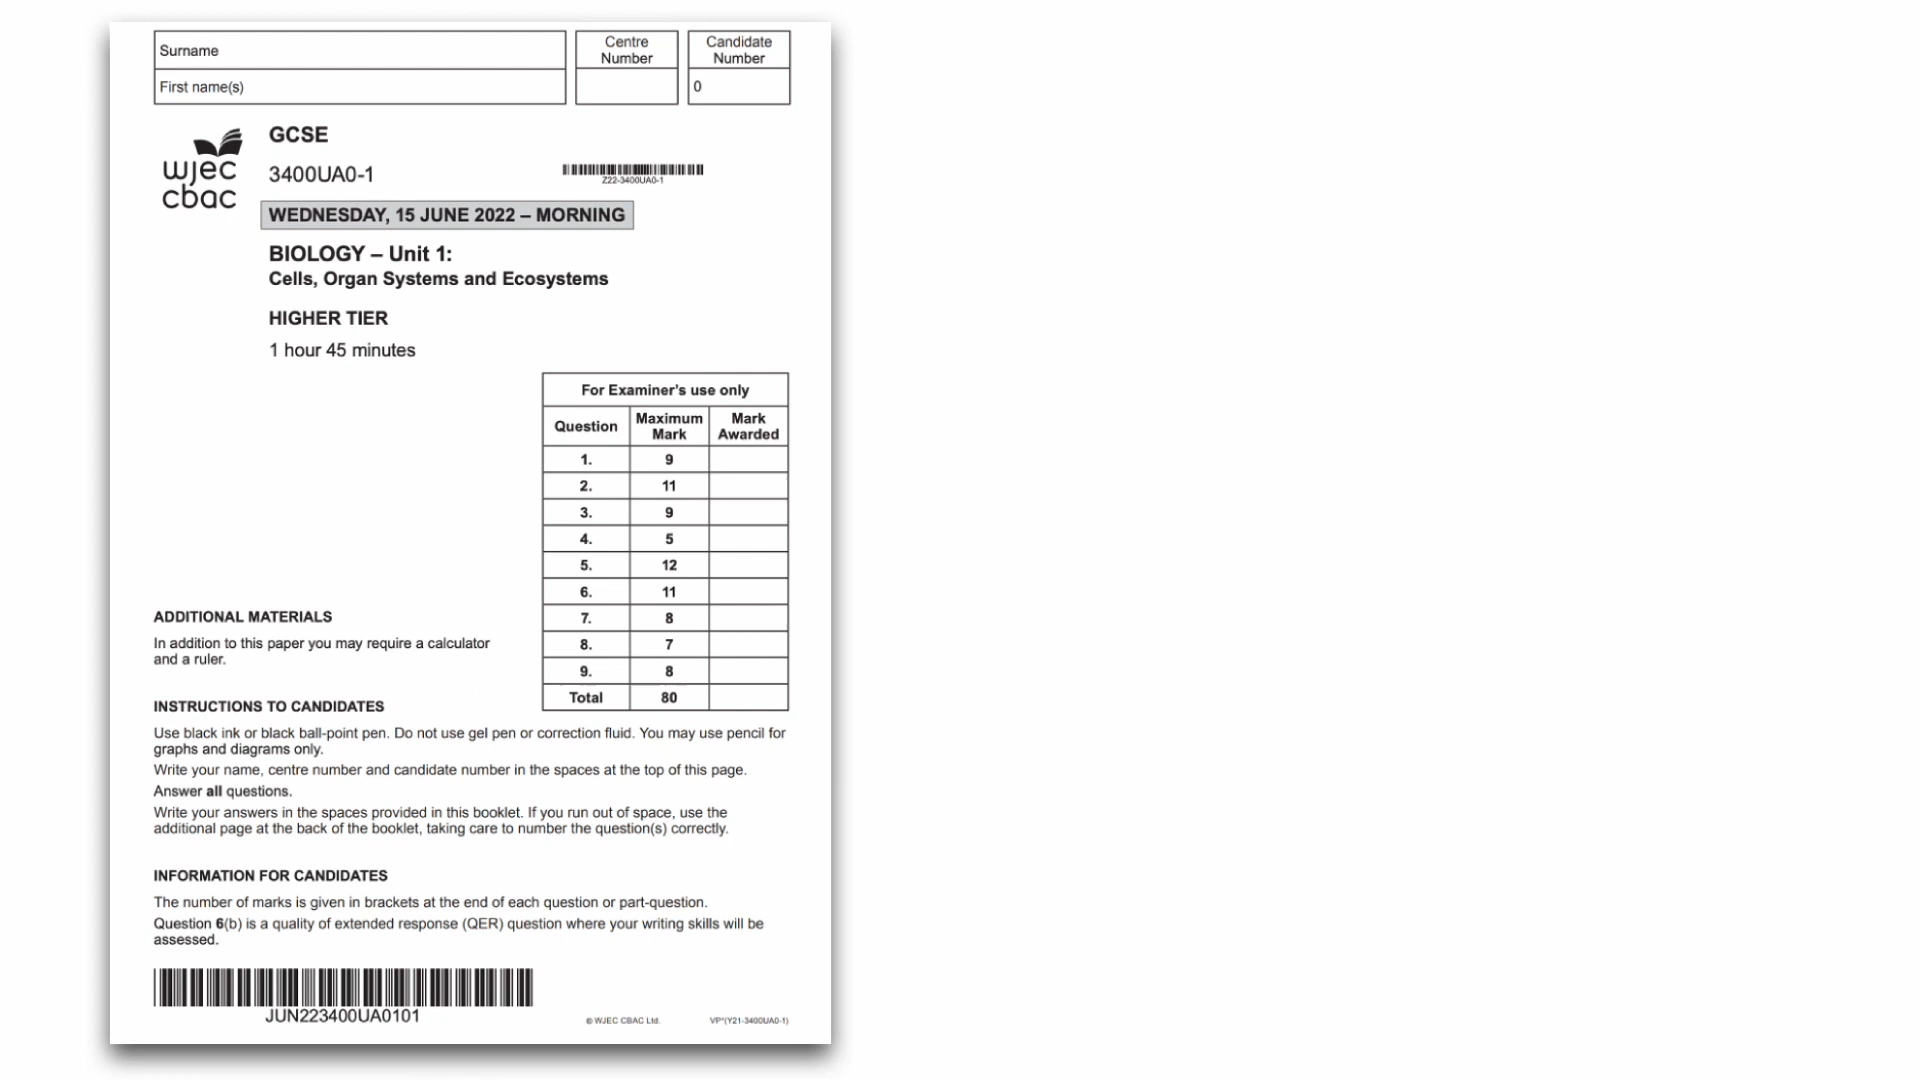 Surname
First name(s)
Centre
Number
Candidate
Number
0
wjec
cbac
GCSE
3400UA0-1
Z22-3400UA0-1
WEDNESDAY, 15 JUNE 2022 – MORNING
BIOLOGY – Unit 1:
Cells, Organ Systems and Ecosystems
HIGHER TIER
1 hour 45 minutes
For Examiner's use only
Question Maximum Mark Mark Awarded
1. 9
2. 11
3. 9
4. 5
5. 12
6. 11
7. 8
8. 7
9. 8
Total 80
ADDITIONAL MATERIALS
In addition to this paper you may require a calculator
and a ruler.
INSTRUCTIONS TO CANDIDATES
Use black ink or black ball-point pen. Do not use gel pen or correction fluid. You may use pencil for
graphs and diagrams only.
Write your name, centre number and candidate number in the spaces at the top of this page.
Answer all questions.
Write your answers in the spaces provided in this booklet. If you run out of space, use the
additional page at the back of the booklet, taking care to number the question(s) correctly.
INFORMATION FOR CANDIDATES
The number of marks is given in brackets at the end of each question or part-question.
Question 6(b) is a quality of extended response (QER) question where your writing skills will be
assessed.
JUN223400UA0101
© WJEC CBAC Ltd.
VP*(Y21-3400UA0-1)